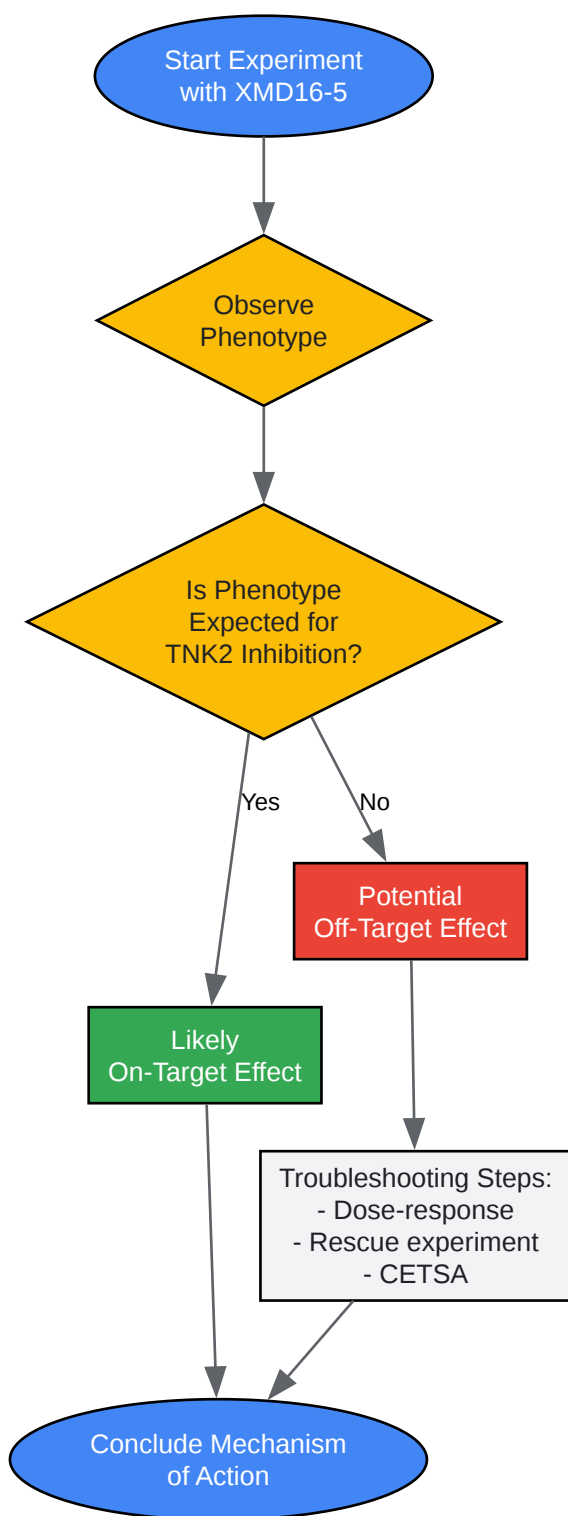 Start Experiment
with XMD16-5
Observe
Phenotype
Is Phenotype
Expected for
TNK2 Inhibition?
Yes
No
Potential
Off-Target Effect
Likely
On-Target Effect
Troubleshooting Steps:
- Dose-response
- Rescue experiment
- CETSA
Conclude Mechanism
of Action